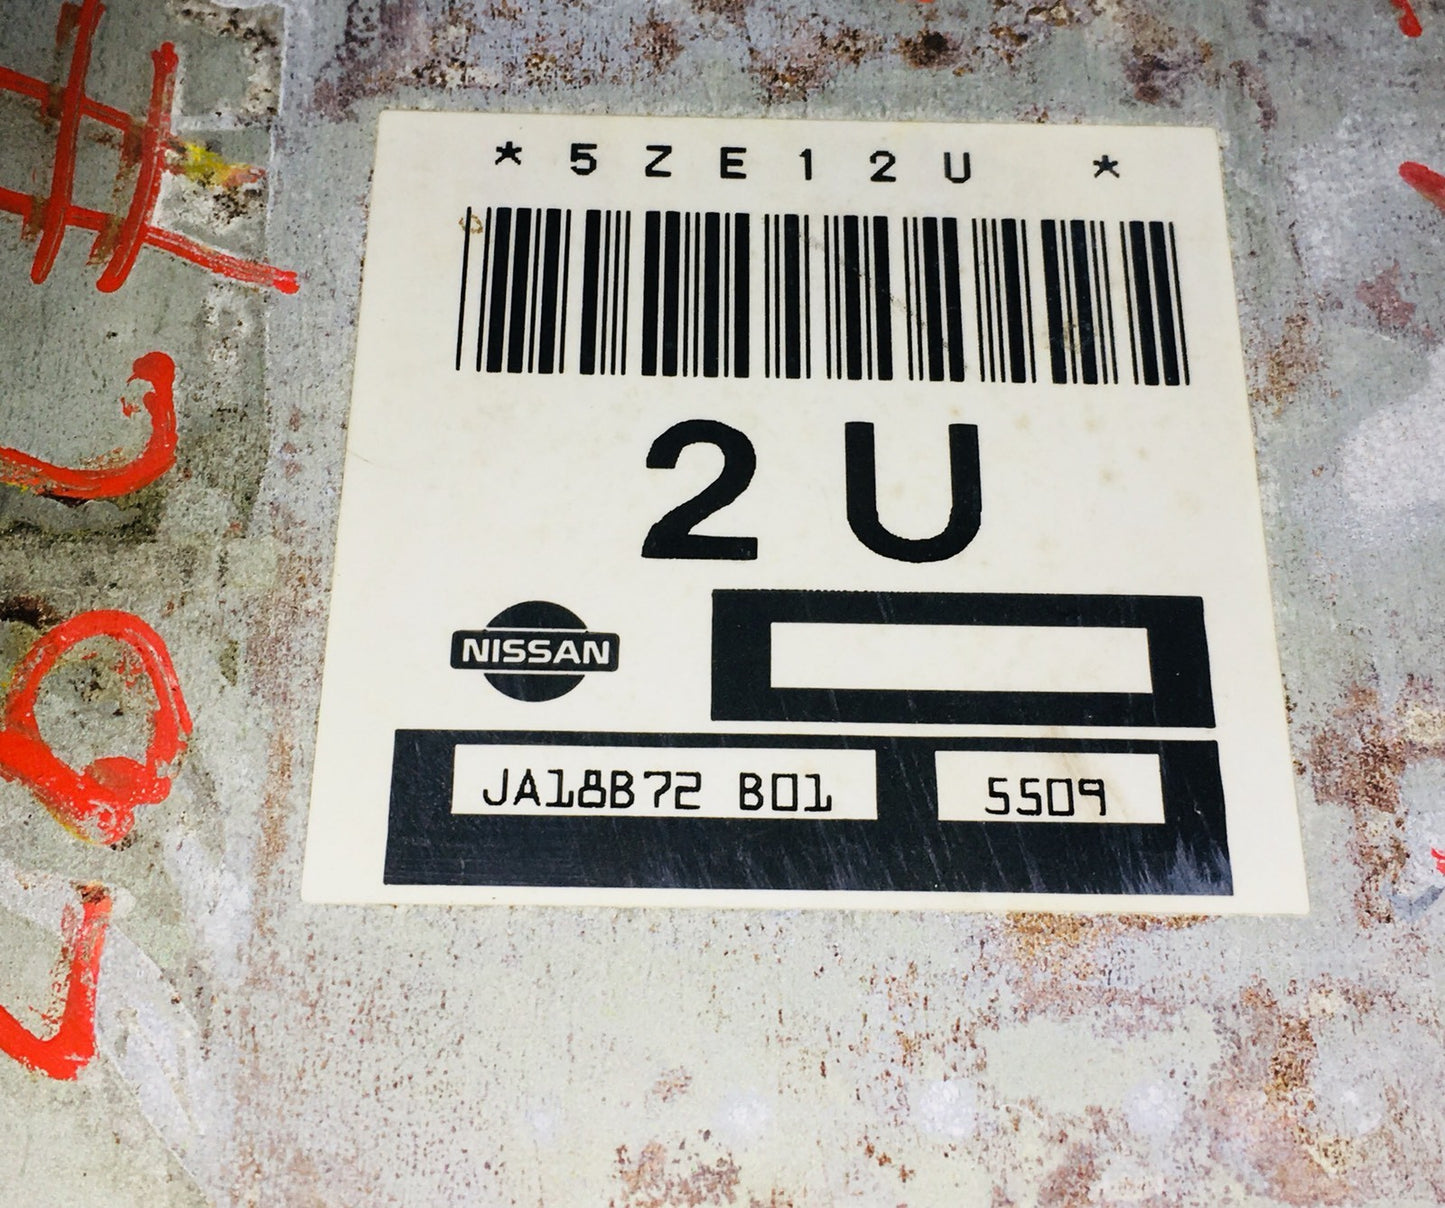 *5ZE12U *
2U
NISSAN
JA18B72 B01 5509